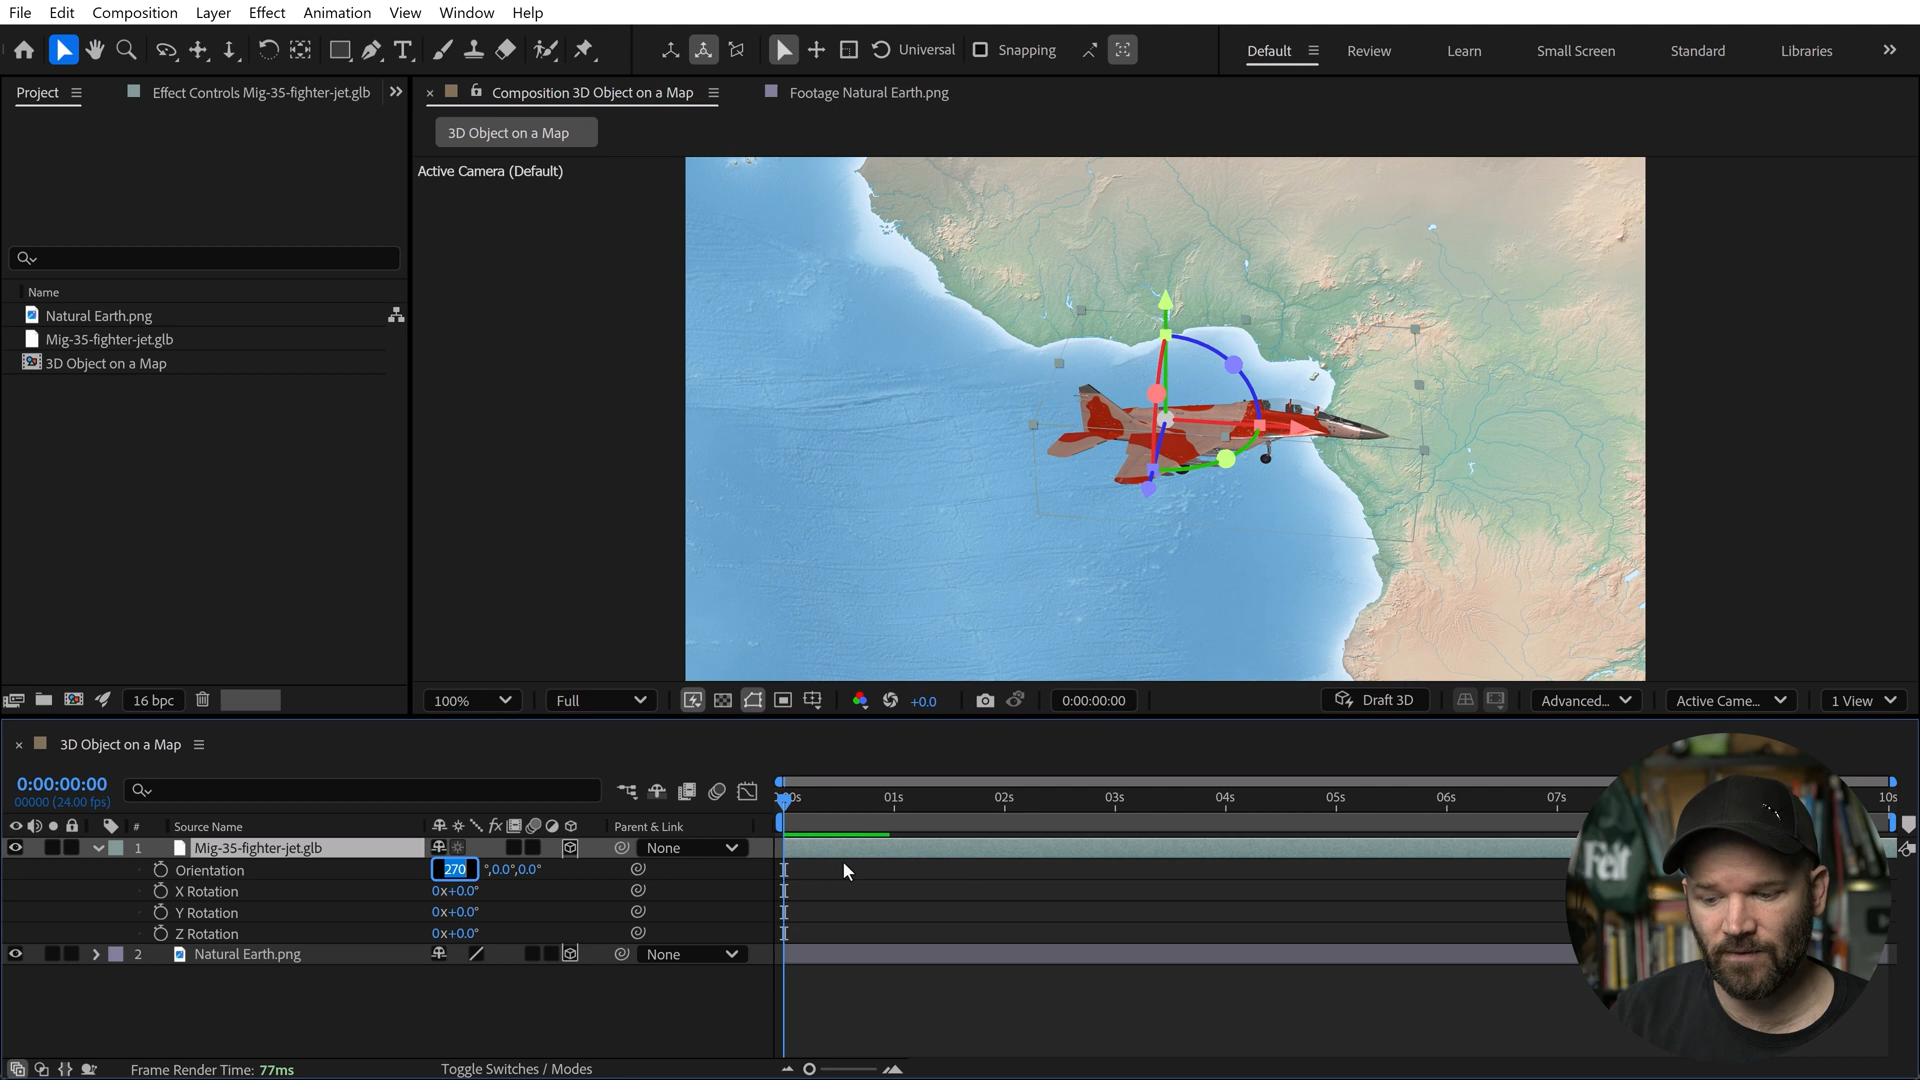 File Edit Composition Layer Effect Animation View Window Help
Universal Snapping Default Review Learn Small Screen Standard Libraries
Project Effect Controls Mig-35-fighter-jet.glb Composition 3D Object on a Map Footage Natural Earth.png
3D Object on a Map
Active Camera (Default)
Name
Natural Earth.png
Mig-35-fighter-jet.glb
3D Object on a Map
16 bpc 100% Full +0.0 0:00:00:00 Draft 3D Advanced... Active Came... 1 View
3D Object on a Map
0:00:00:00
00000 (24.00 fps)
01s 02s 03s 04s 05s 06s 07s 10s
# Source Name fx Parent & Link
1 Mig-35-fighter-jet.glb None
Orientation 270 °,0.0°,0.0°
X Rotation 0x+0.0°
Y Rotation 0x+0.0°
Z Rotation 0x+0.0°
2 Natural Earth.png None
Frame Render Time: 77ms Toggle Switches / Modes
Felt